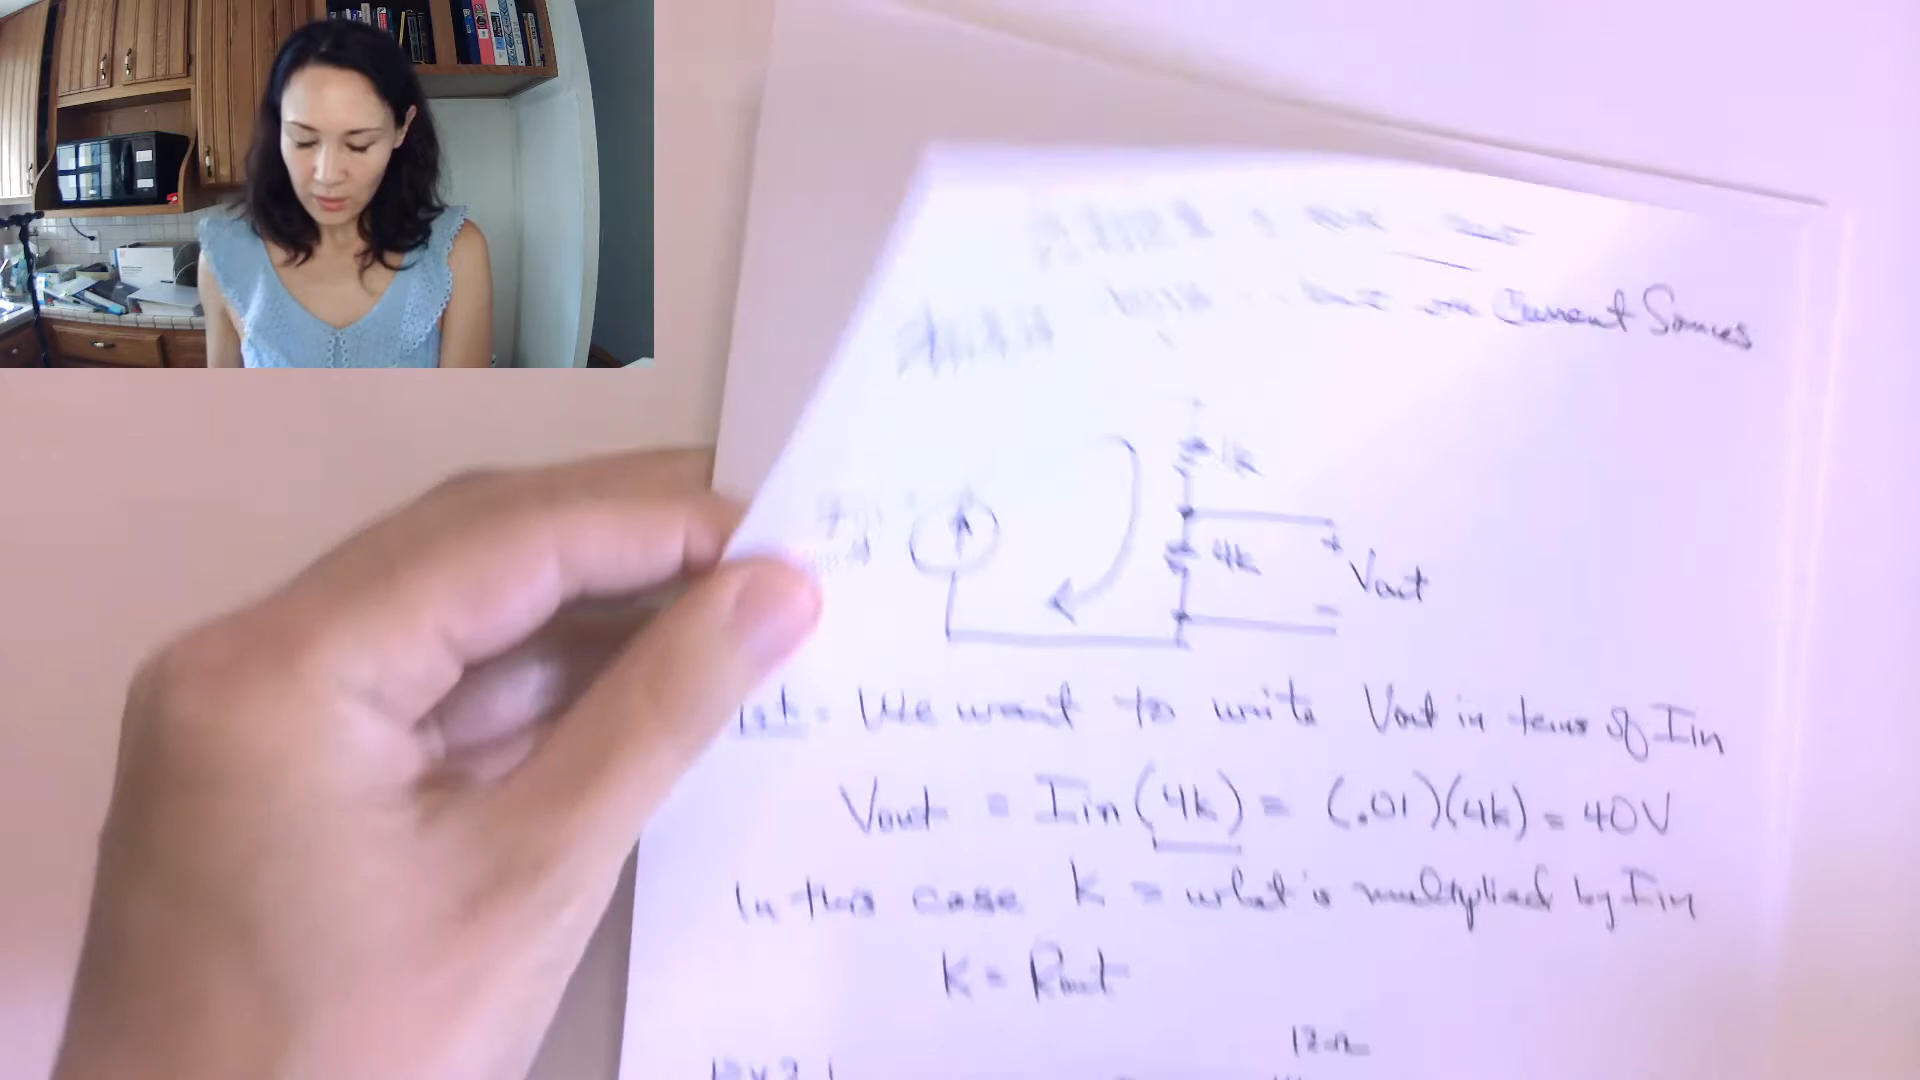 Current Sources
1k
4k
+
Vout
-
1st. We want to write Vout in terms of Iin
Vout = Iin (4k) = (.01)(4k) = 40V
In this case K = what is multiplied by Iin
K = Rout
12Ω